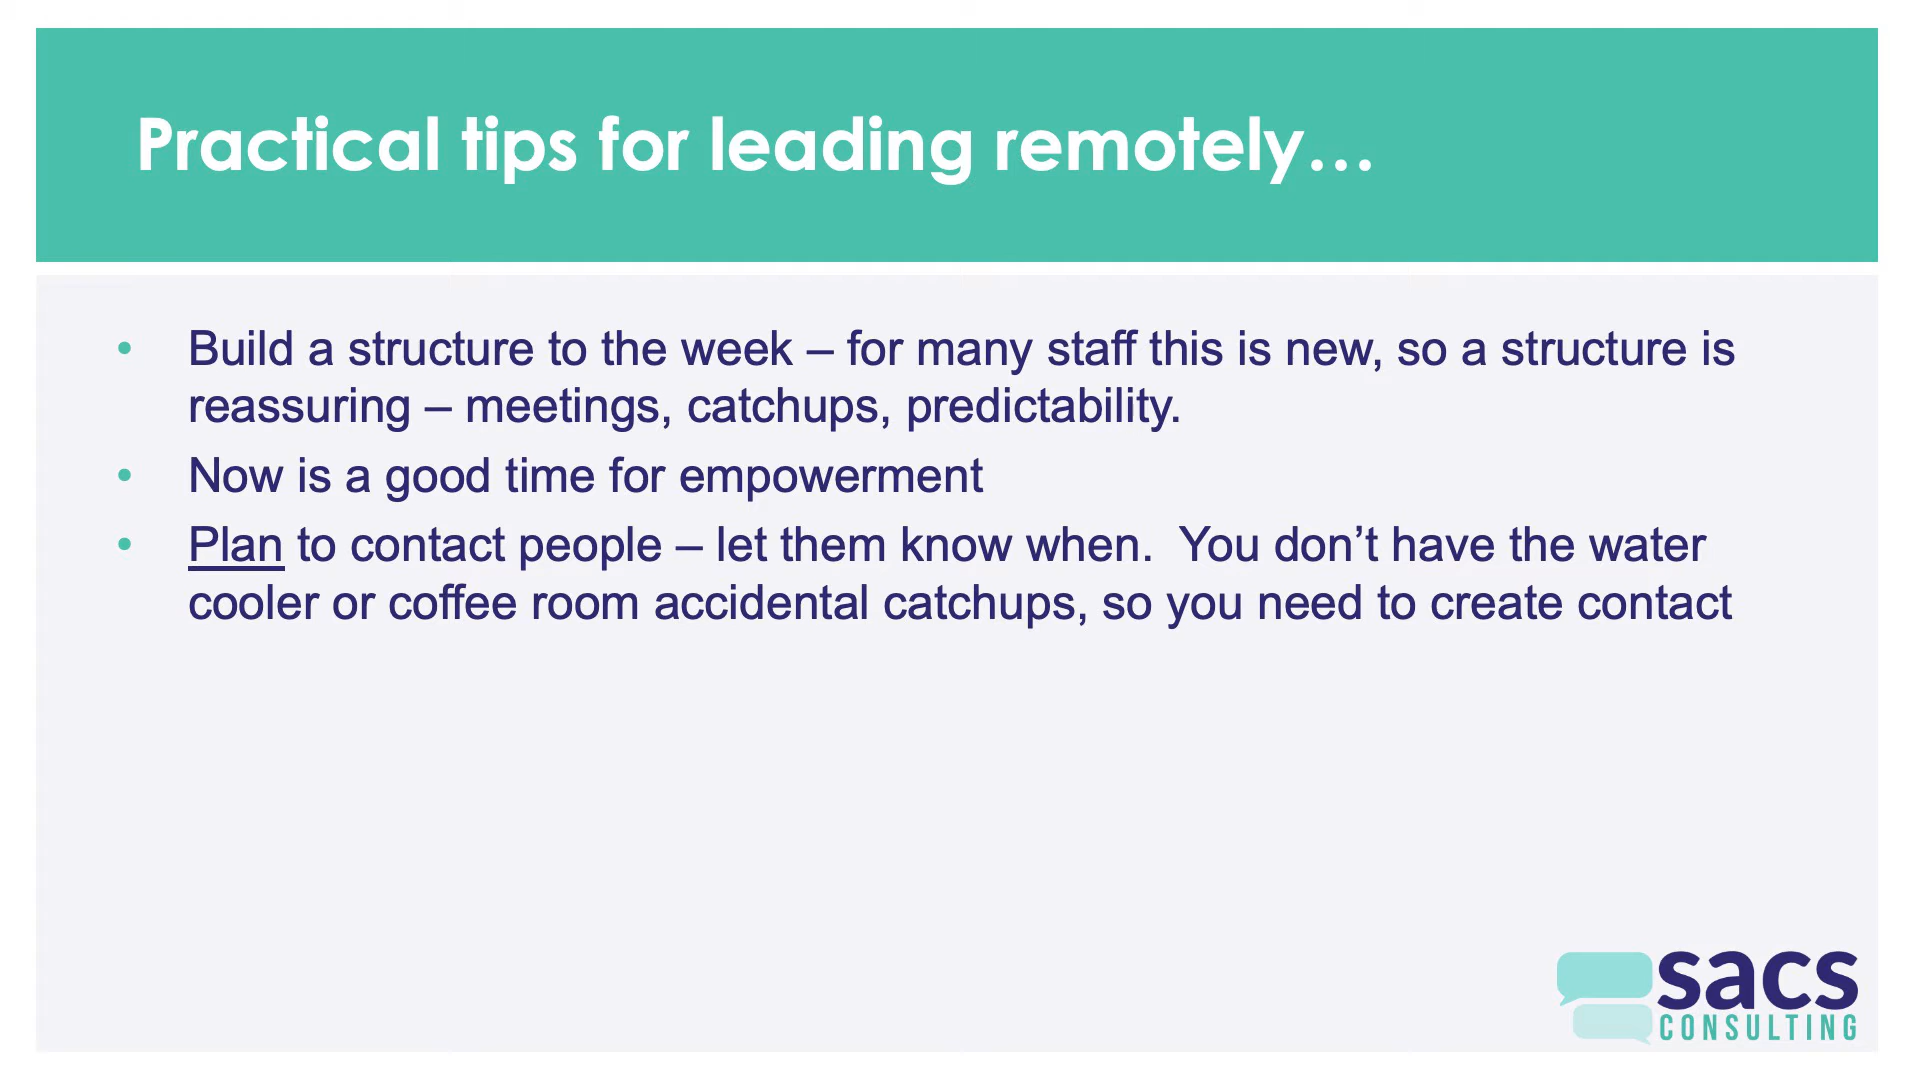 Practical tips for leading remotely…
• Build a structure to the week – for many staff this is new, so a structure is
reassuring – meetings, catchups, predictability.
• Now is a good time for empowerment
• Plan to contact people – let them know when.  You don’t have the water
cooler or coffee room accidental catchups, so you need to create contact
sacs
CONSULTING